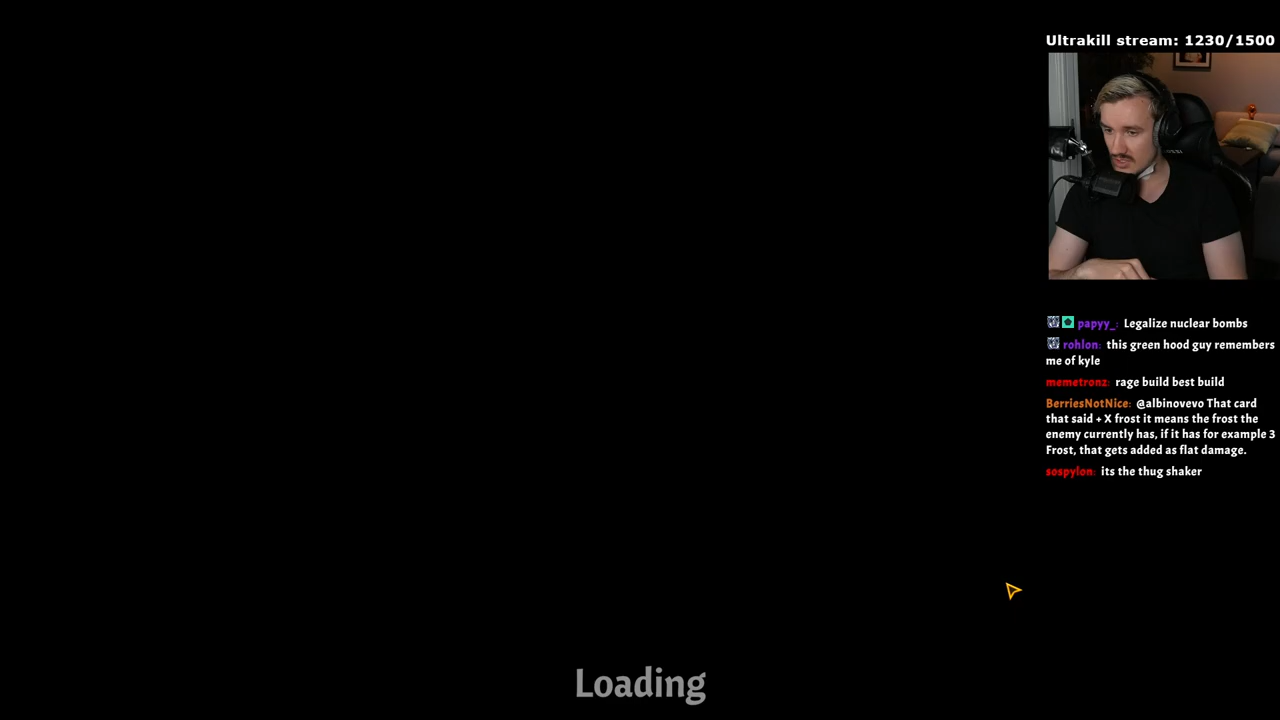 Ultrakill stream: 1230/1500
papyy_: Legalize nuclear bombs
rohlon: this green hood guy remembers
me of kyle
memetronz: rage build best build
BerriesNotNice: @albinovevo That card
that said + X frost it means the frost the
enemy currently has, if it has for example 3
Frost, that gets added as flat damage.
sospylon: its the thug shaker
Loading